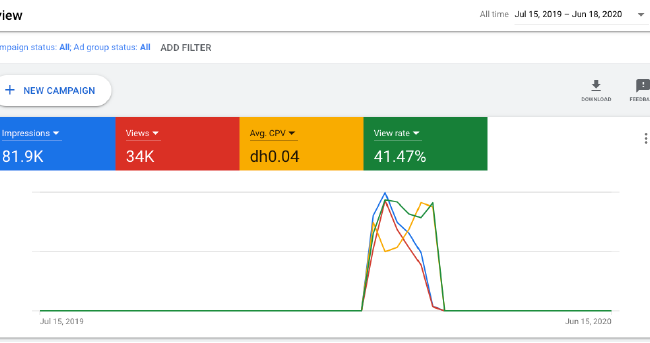 view
All time Jul 15, 2019 – Jun 18, 2020
mpaign status: All; Ad group status: All ADD FILTER
+ NEW CAMPAIGN
DOWNLOAD
FEEDBA
Impressions Views Avg. CPV View rate
81.9K 34K dh0.04 41.47%
Jul 15, 2019 Jun 15, 2020